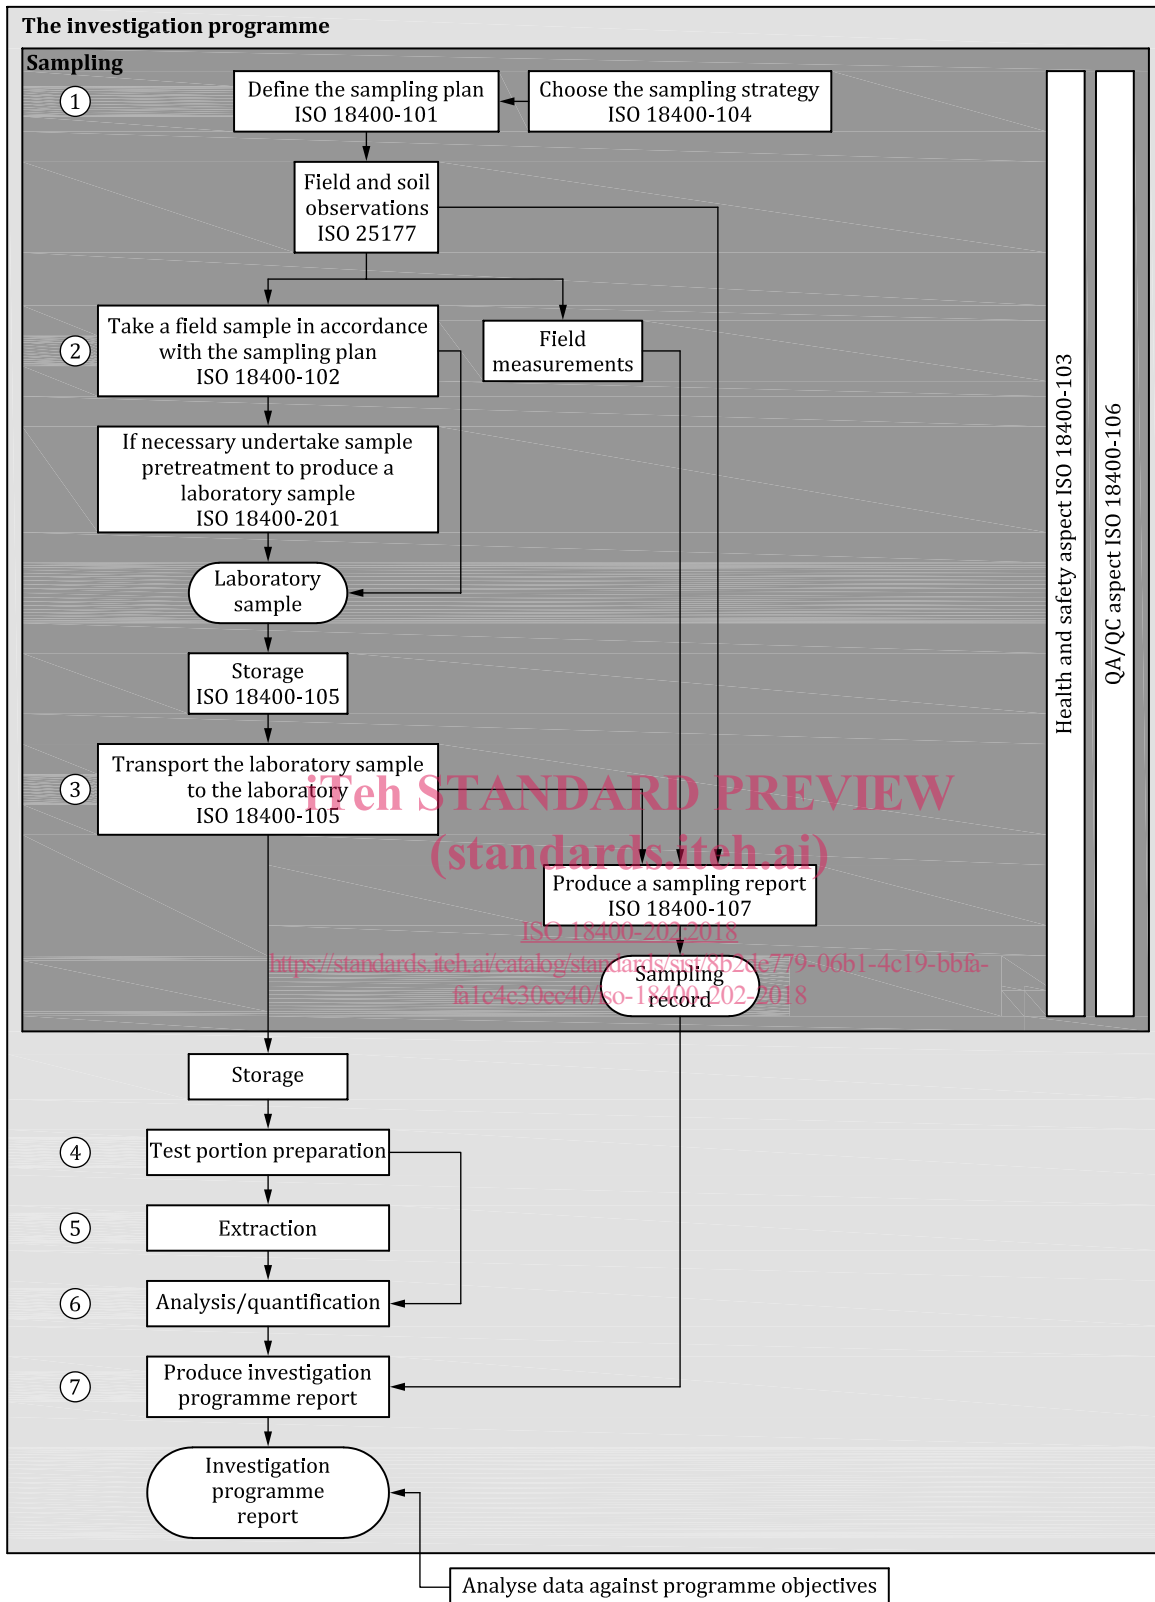 The investigation programme
Sampling
1
Define the sampling plan
ISO 18400-101
Choose the sampling strategy
ISO 18400-104
Field and soil
observations
ISO 25177
2
Take a field sample in accordance
with the sampling plan
ISO 18400-102
Field
measurements
If necessary undertake sample
pretreatment to produce a
laboratory sample
ISO 18400-201
Laboratory
sample
Storage
ISO 18400-105
3
Transport the laboratory sample
to the laboratory
ISO 18400-105
iTeh STANDARD PREVIEW
(standards.iteh.ai)
Produce a sampling report
ISO 18400-107
ISO 18400-202:2018
https://standards.iteh.ai/catalog/standards/sist/8b2de779-06b1-4c19-bbfa-
fa1c4c30ec40/iso-18400-202-2018
Sampling
record
Health and safety aspect ISO 18400-103
QA/QC aspect ISO 18400-106
Storage
4
Test portion preparation
5
Extraction
6
Analysis/quantification
7
Produce investigation
programme report
Investigation
programme
report
Analyse data against programme objectives